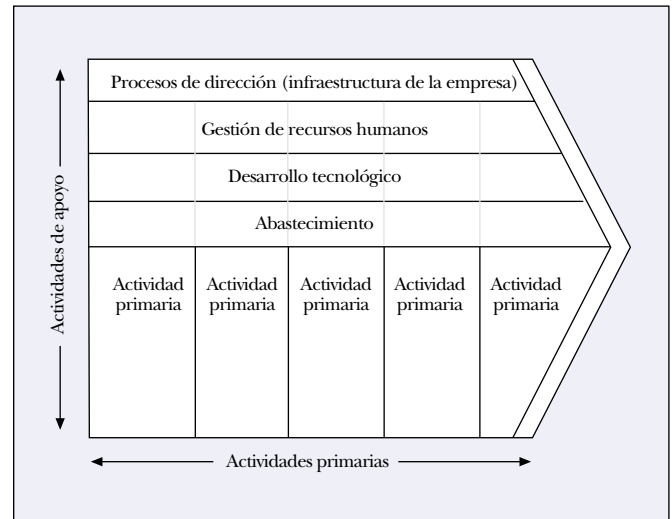 Procesos de dirección (infraestructura de la empresa)
Gestión de recursos humanos
Desarrollo tecnológico
Abastecimiento
Actividades de apoyo
Actividad
primaria
Actividad
primaria
Actividad
primaria
Actividad
primaria
Actividad
primaria
Actividades primarias